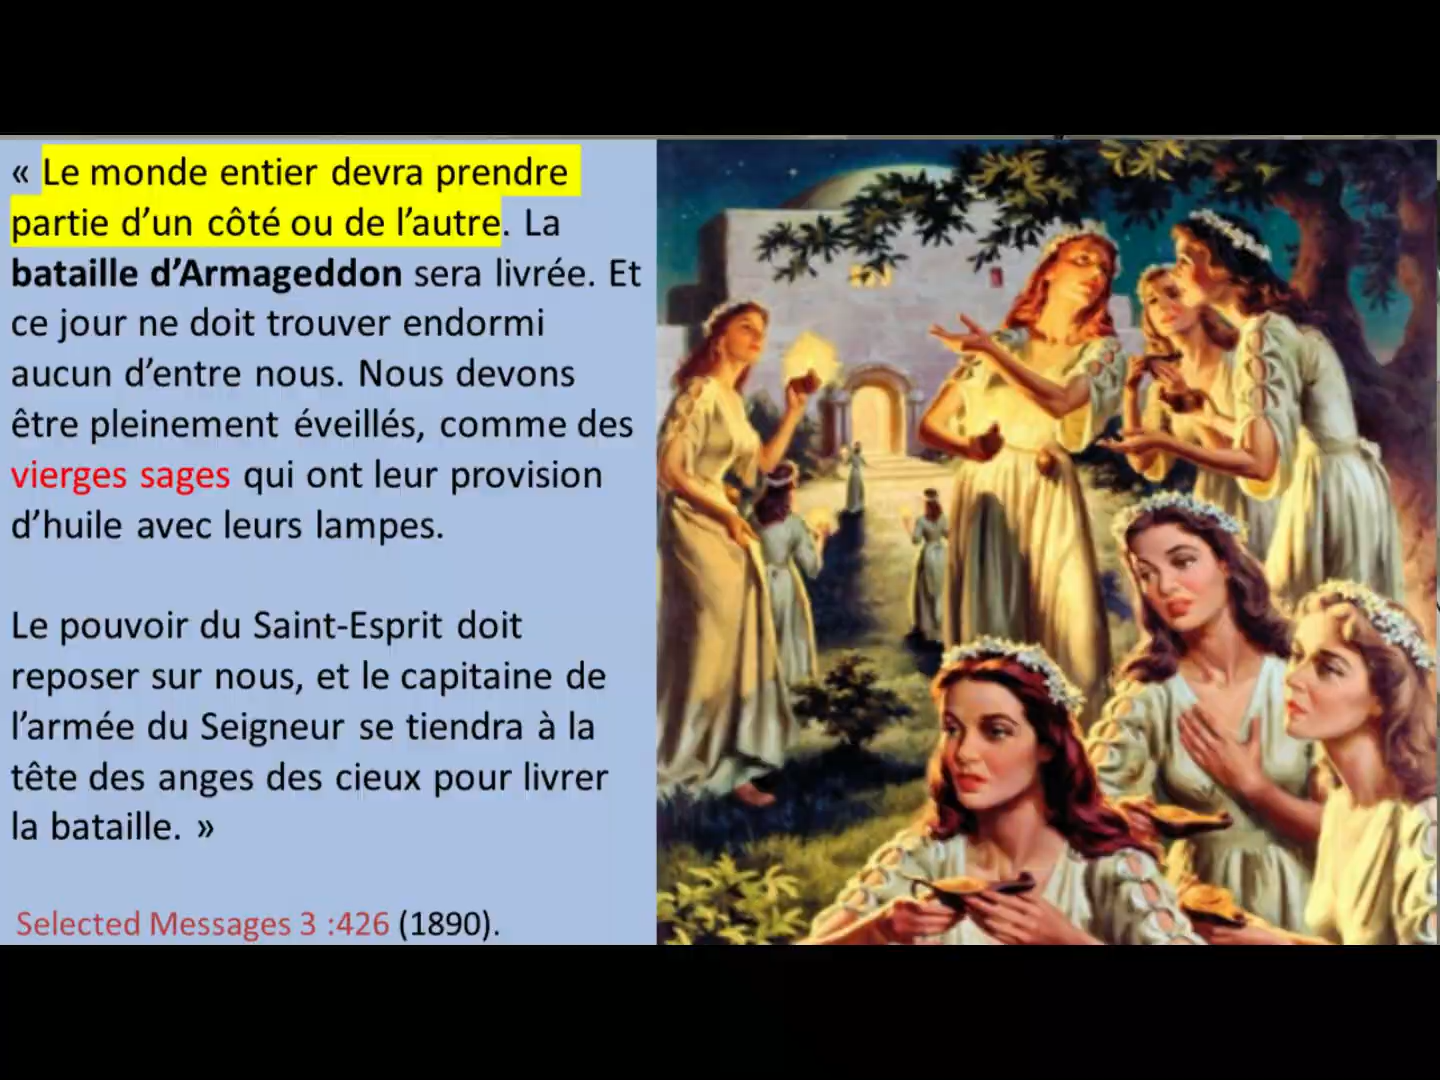 « Le monde entier devra prendre
partie d’un côté ou de l’autre. La
bataille d’Armageddon sera livrée. Et
ce jour ne doit trouver endormi
aucun d’entre nous. Nous devons
être pleinement éveillés, comme des
vierges sages qui ont leur provision
d’huile avec leurs lampes.
Le pouvoir du Saint-Esprit doit
reposer sur nous, et le capitaine de
l’armée du Seigneur se tiendra à la
tête des anges des cieux pour livrer
la bataille. »
Selected Messages 3 :426 (1890).